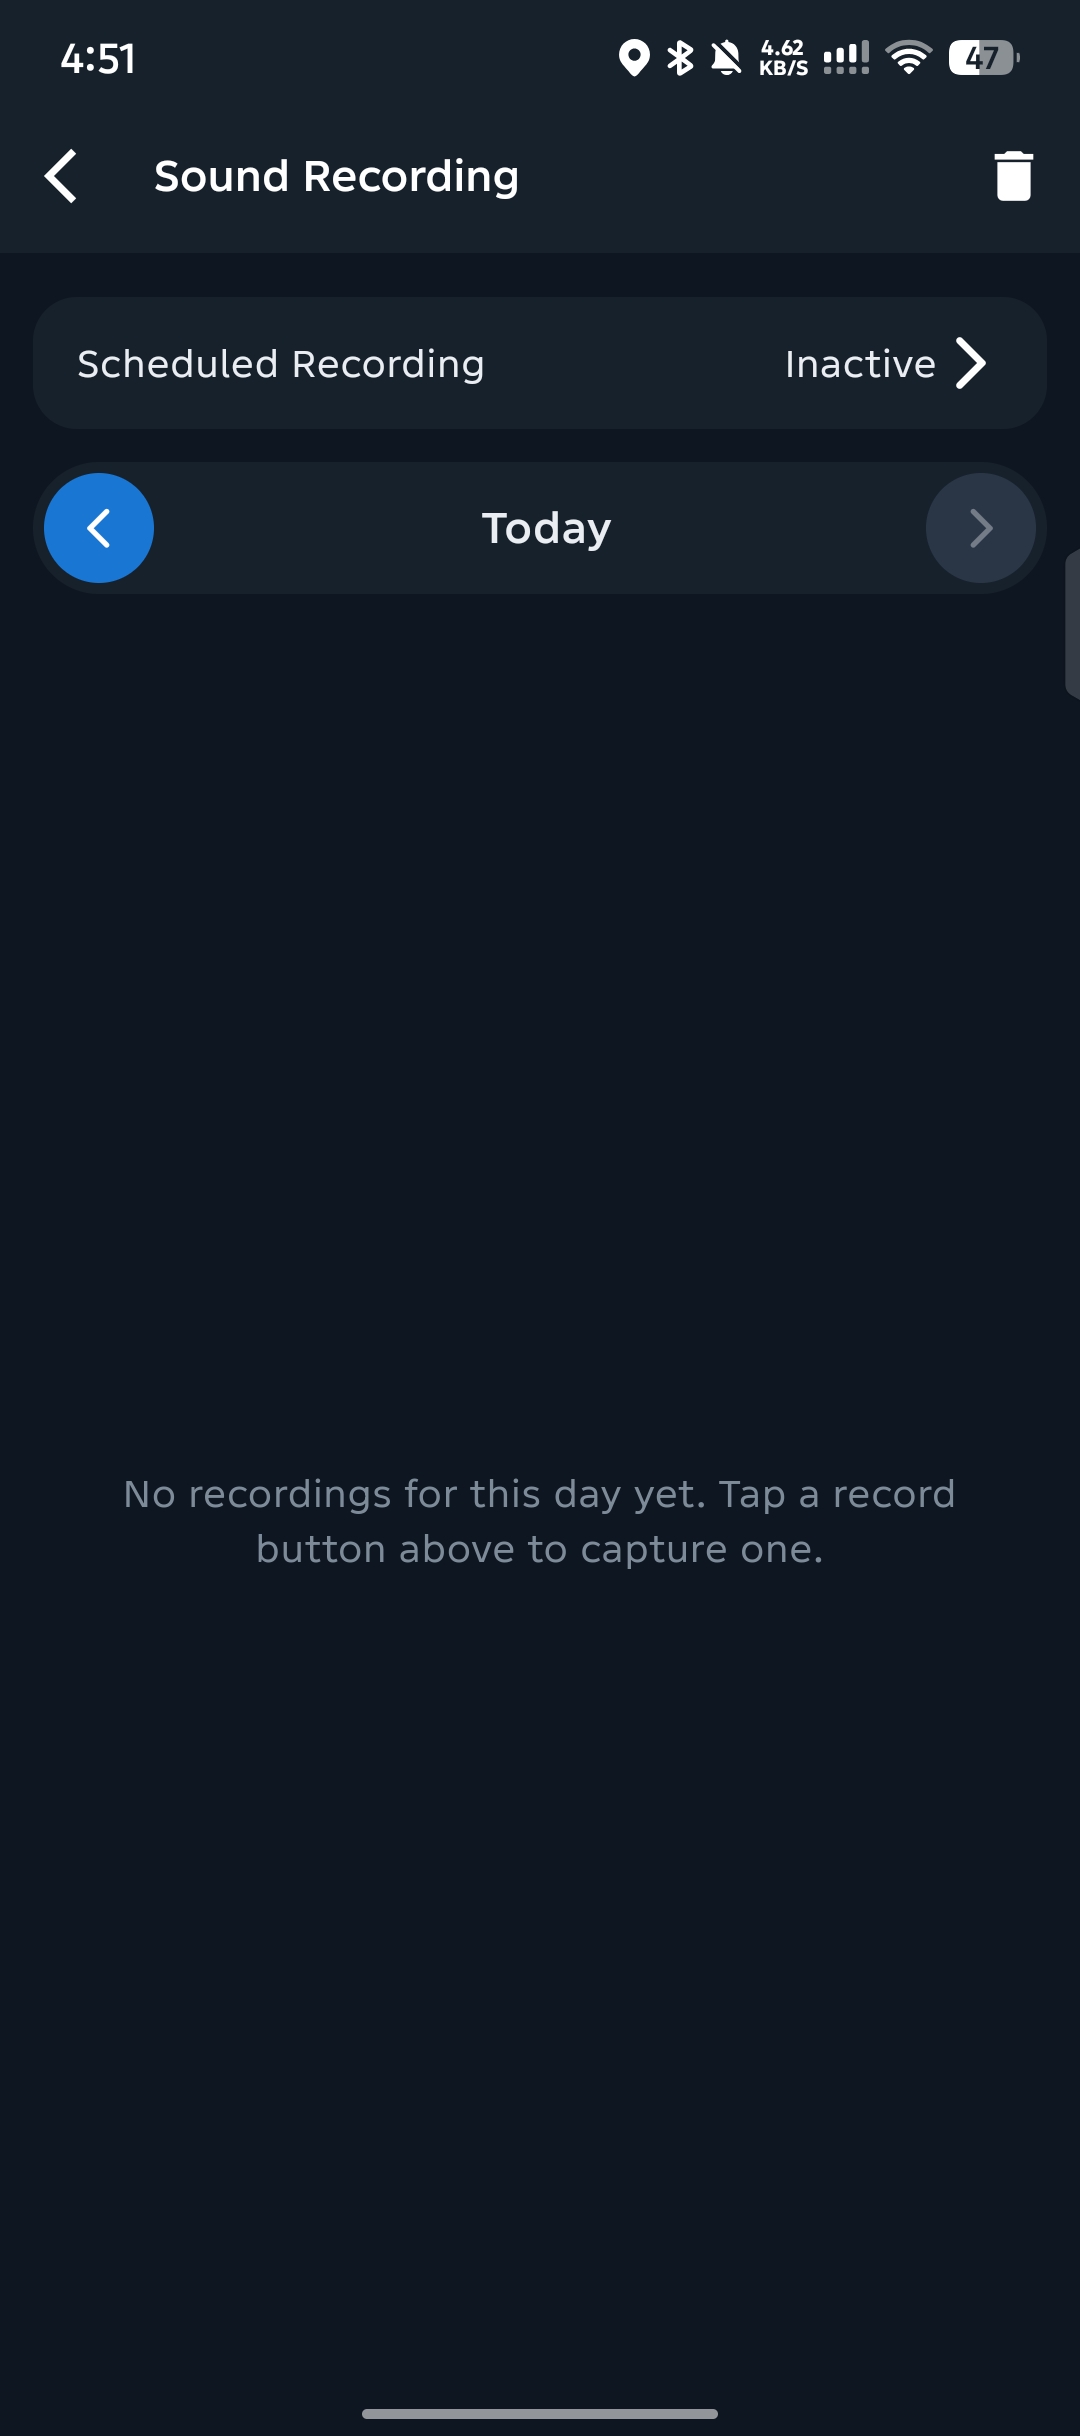 4:51
4.62
KB/S
47
Sound Recording
Scheduled Recording
Inactive
Today
No recordings for this day yet. Tap a record
button above to capture one.